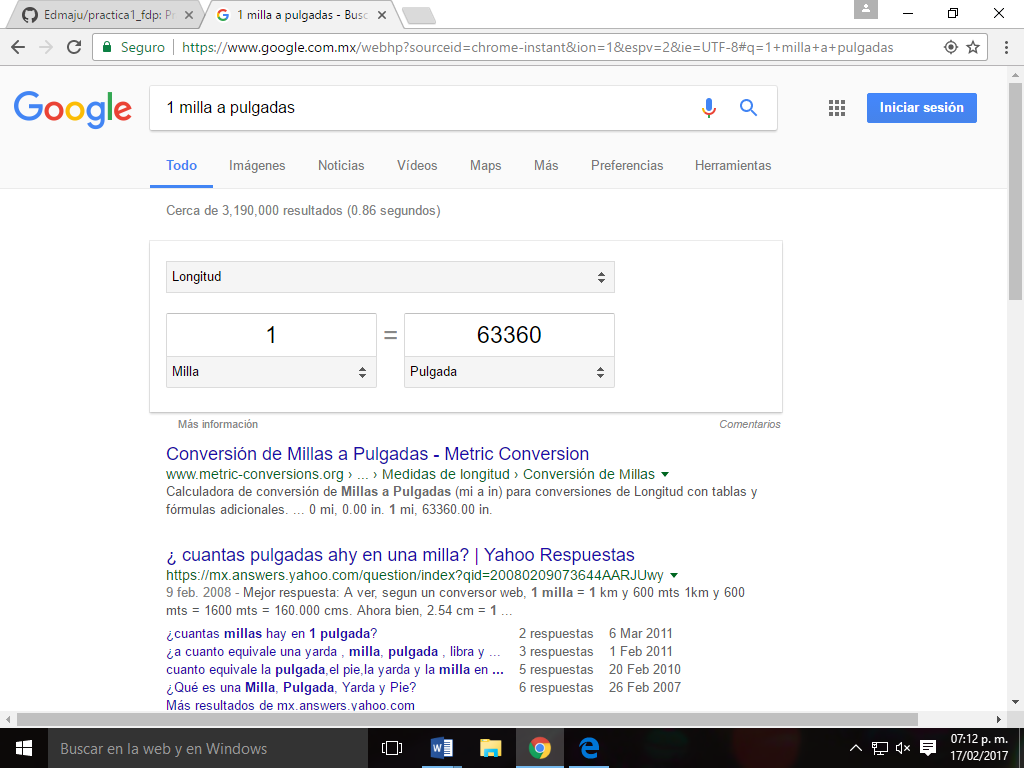 Edmaju/practica1_fdp: Pr
1 milla a pulgadas - Busc
Seguro
https://www.google.com.mx/webhp?sourceid=chrome-instant&ion=1&espv=2&ie=UTF-8#q=1+milla+a+pulgadas
Google
1 milla a pulgadas
Iniciar sesión
Todo Imágenes Noticias Vídeos Maps Más Preferencias Herramientas
Cerca de 3,190,000 resultados (0.86 segundos)
Longitud
1 = 63360
Milla Pulgada
Más información Comentarios
Conversión de Millas a Pulgadas - Metric Conversion
www.metric-conversions.org › ... › Medidas de longitud › Conversión de Millas
Calculadora de conversión de Millas a Pulgadas (mi a in) para conversiones de Longitud con tablas y
fórmulas adicionales. ... 0 mi, 0.00 in. 1 mi, 63360.00 in.
¿ cuantas pulgadas ahy en una milla? | Yahoo Respuestas
https://mx.answers.yahoo.com/question/index?qid=20080209073644AARJUwy
9 feb. 2008 - Mejor respuesta: A ver, segun un conversor web, 1 milla = 1 km y 600 mts 1km y 600
mts = 1600 mts = 160.000 cms. Ahora bien, 2.54 cm = 1 ...
¿cuantas millas hay en 1 pulgada? 2 respuestas 6 Mar 2011
¿a cuanto equivale una yarda , milla, pulgada , libra y ... 3 respuestas 1 Feb 2011
cuanto equivale la pulgada,el pie,la yarda y la milla en ... 5 respuestas 20 Feb 2010
¿Qué es una Milla, Pulgada, Yarda y Pie? 6 respuestas 26 Feb 2007
Más resultados de mx.answers.yahoo.com
Buscar en la web y en Windows
07:12 p. m.
17/02/2017